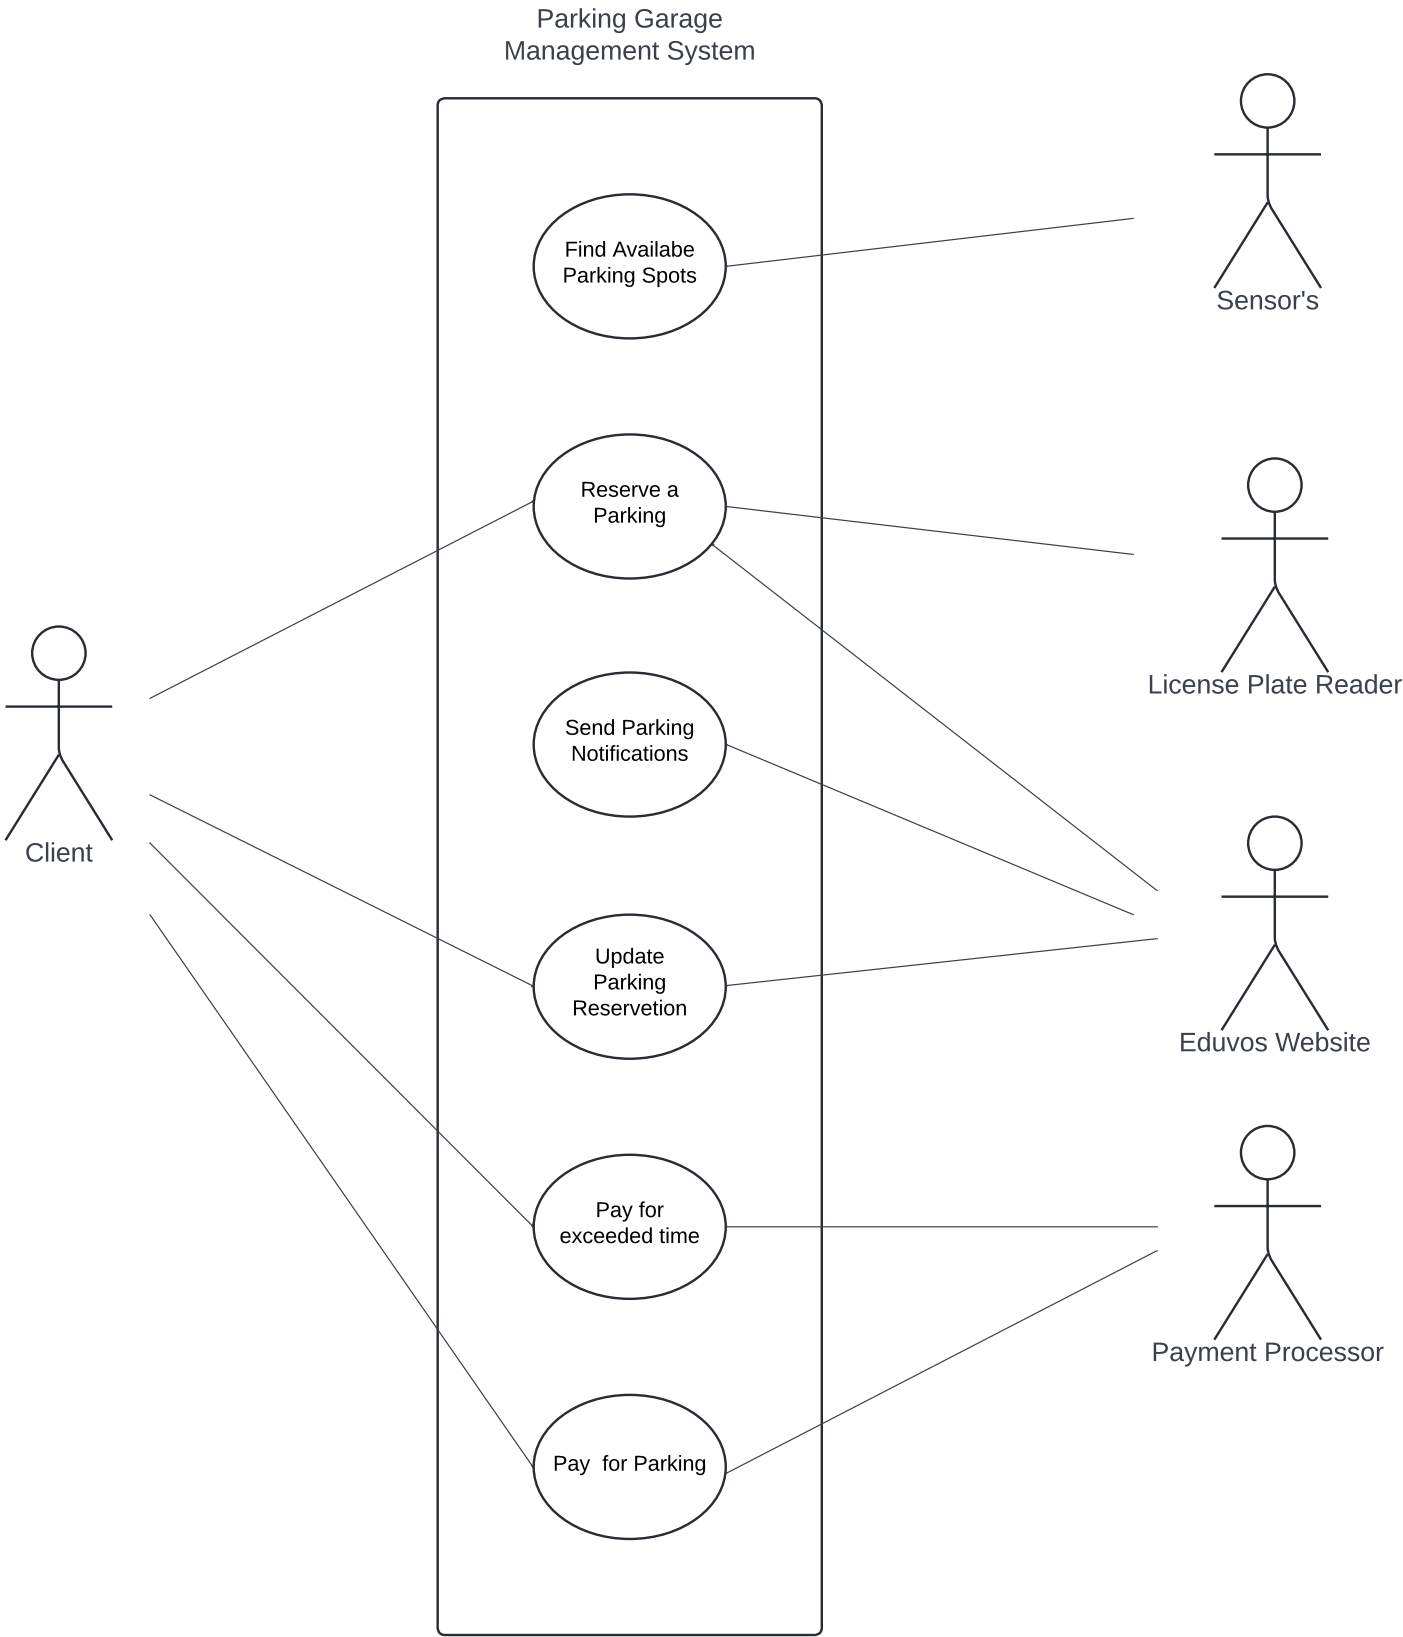 Parking Garage
Management System
Find Availabe
Parking Spots
Sensor's
Reserve a
Parking
License Plate Reader
Send Parking
Notifications
Client
Update
Parking
Reservetion
Eduvos Website
Pay for
exceeded time
Payment Processor
Pay  for Parking